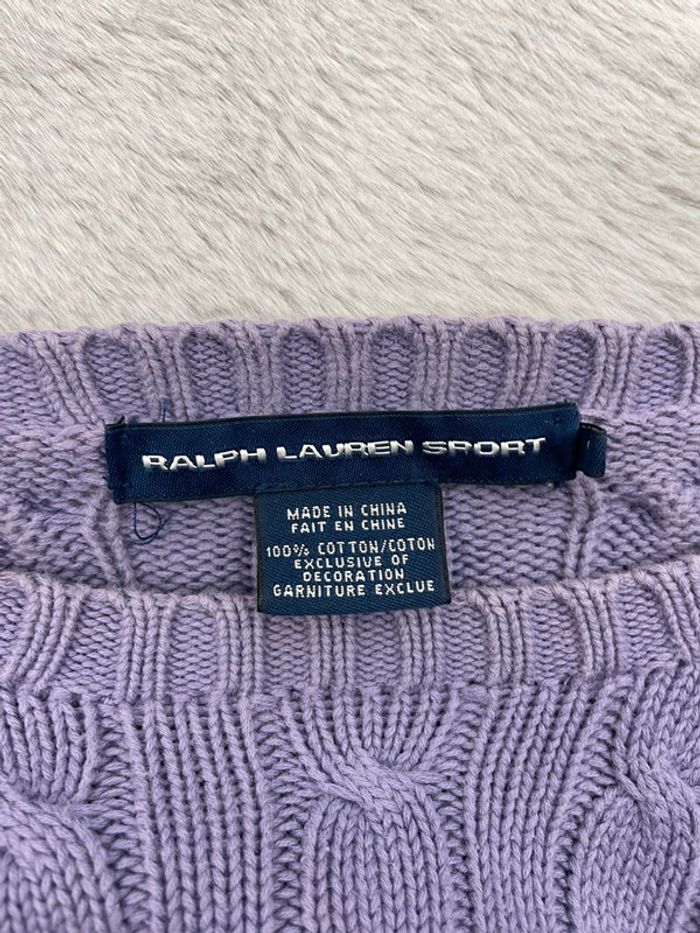 RALPH LAUREN SPORT
MADE IN CHINA
FAIT EN CHINE
100% COTTON/COTON
EXCLUSIVE OF
DECORATION
GARNITURE EXCLUE